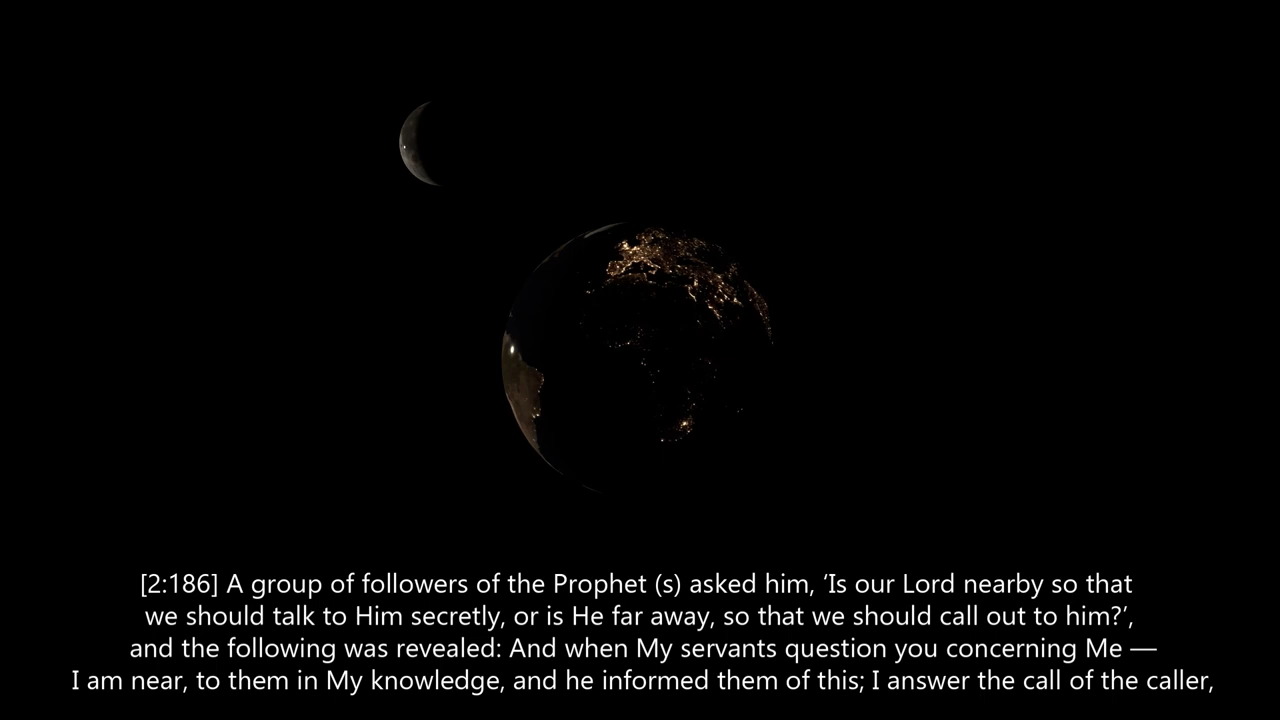 [2:186] A group of followers of the Prophet (s) asked him, ‘Is our Lord nearby so that
we should talk to Him secretly, or is He far away, so that we should call out to him?’,
and the following was revealed: And when My servants question you concerning Me —
I am near, to them in My knowledge, and he informed them of this; I answer the call of the caller,